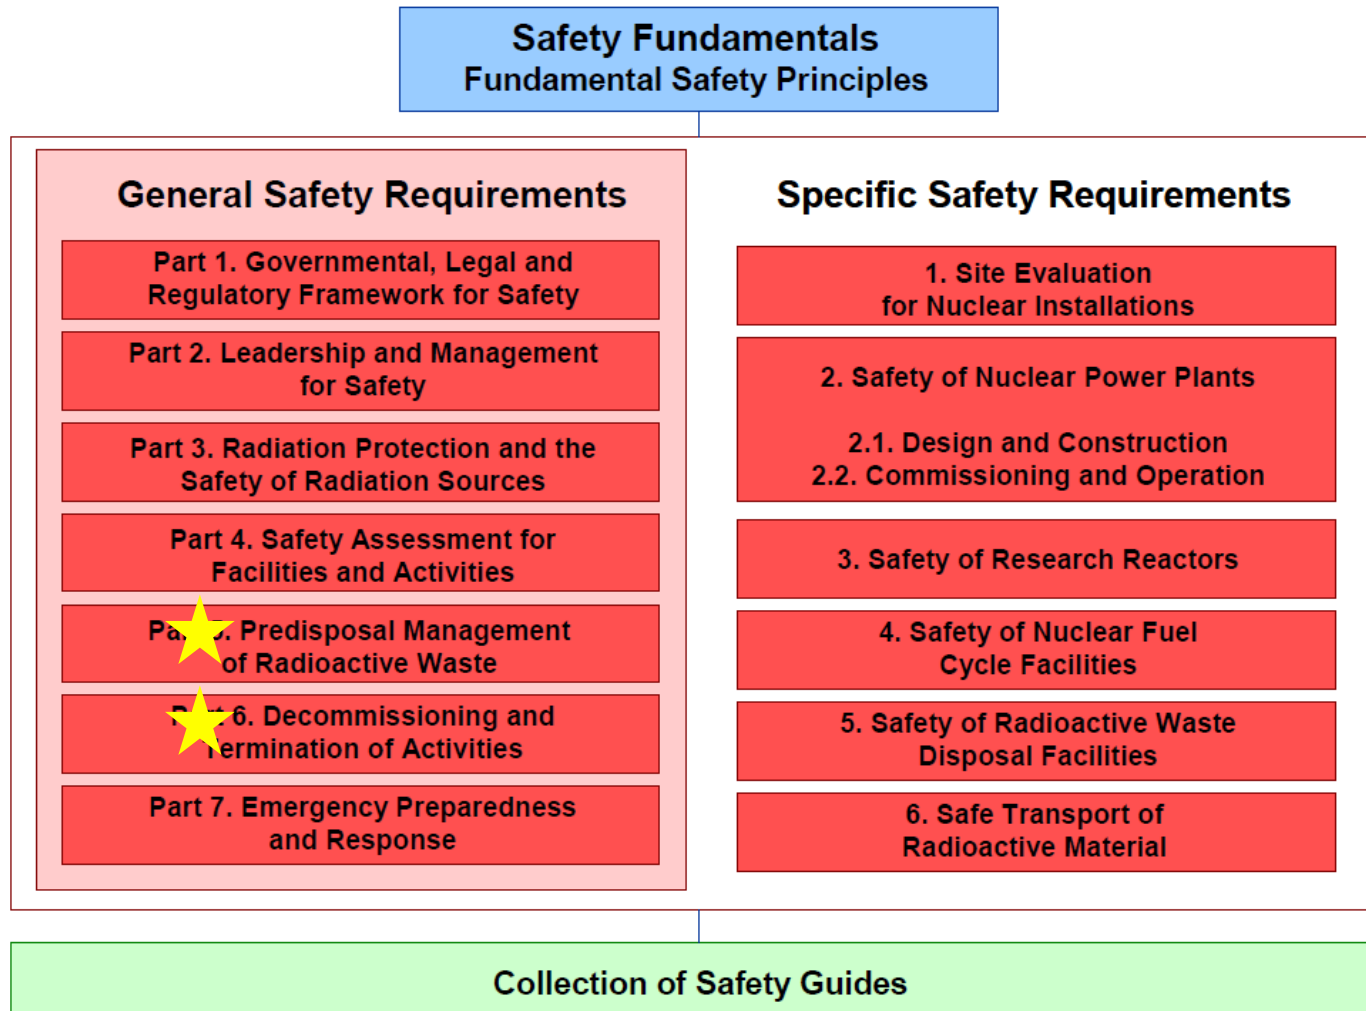 Safety Fundamentals
Fundamental Safety Principles
General Safety Requirements
Part 1. Governmental, Legal and
Regulatory Framework for Safety
Part 2. Leadership and Management
for Safety
Part 3. Radiation Protection and the
Safety of Radiation Sources
Part 4. Safety Assessment for
Facilities and Activities
Part 5. Predisposal Management
of Radioactive Waste
Part 6. Decommissioning and
Termination of Activities
Part 7. Emergency Preparedness
and Response
Specific Safety Requirements
1. Site Evaluation
for Nuclear Installations
2. Safety of Nuclear Power Plants
2.1. Design and Construction
2.2. Commissioning and Operation
3. Safety of Research Reactors
4. Safety of Nuclear Fuel
Cycle Facilities
5. Safety of Radioactive Waste
Disposal Facilities
6. Safe Transport of
Radioactive Material
Collection of Safety Guides